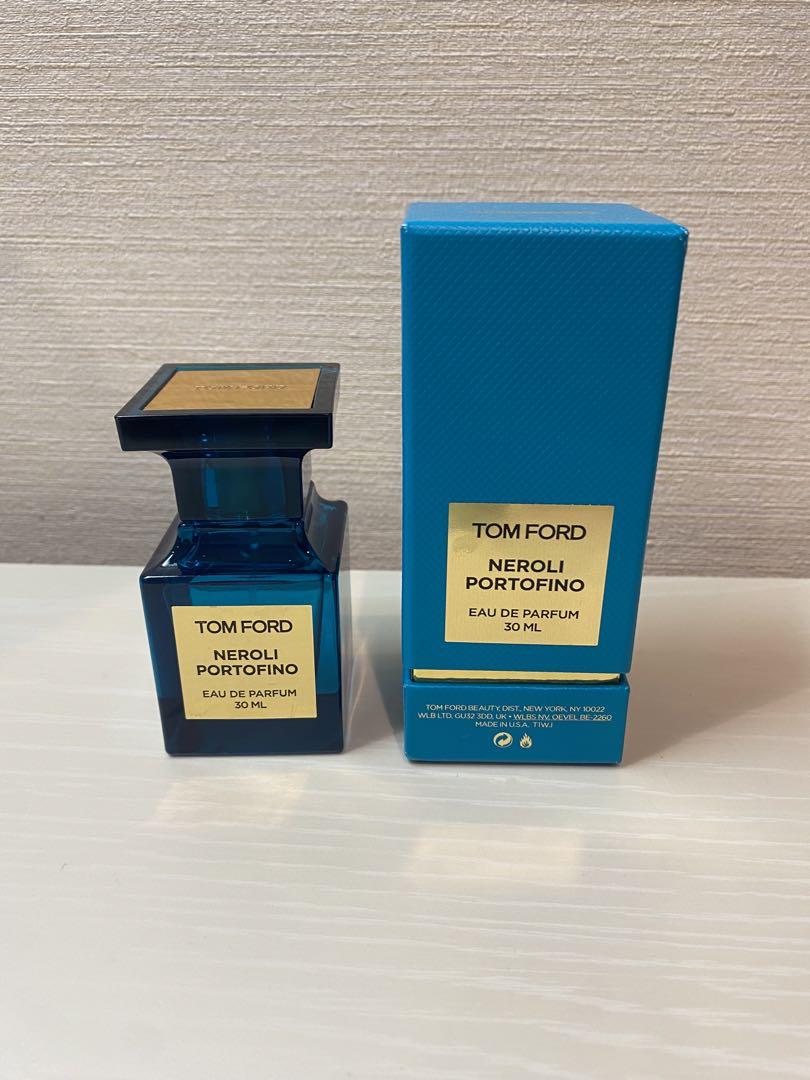 TOM FORD
NEROLI
PORTOFINO
EAU DE PARFUM
30 ML
TOM FORD
NEROLI
PORTOFINO
EAU DE PARFUM
30 ML
TOM FORD BEAUTY, DIST., NEW YORK, NY 10022
WLB LTD, GU32 3DD, UK • WLBS NV, OEVEL BE-2260
MADE IN U.S.A. T1W.I